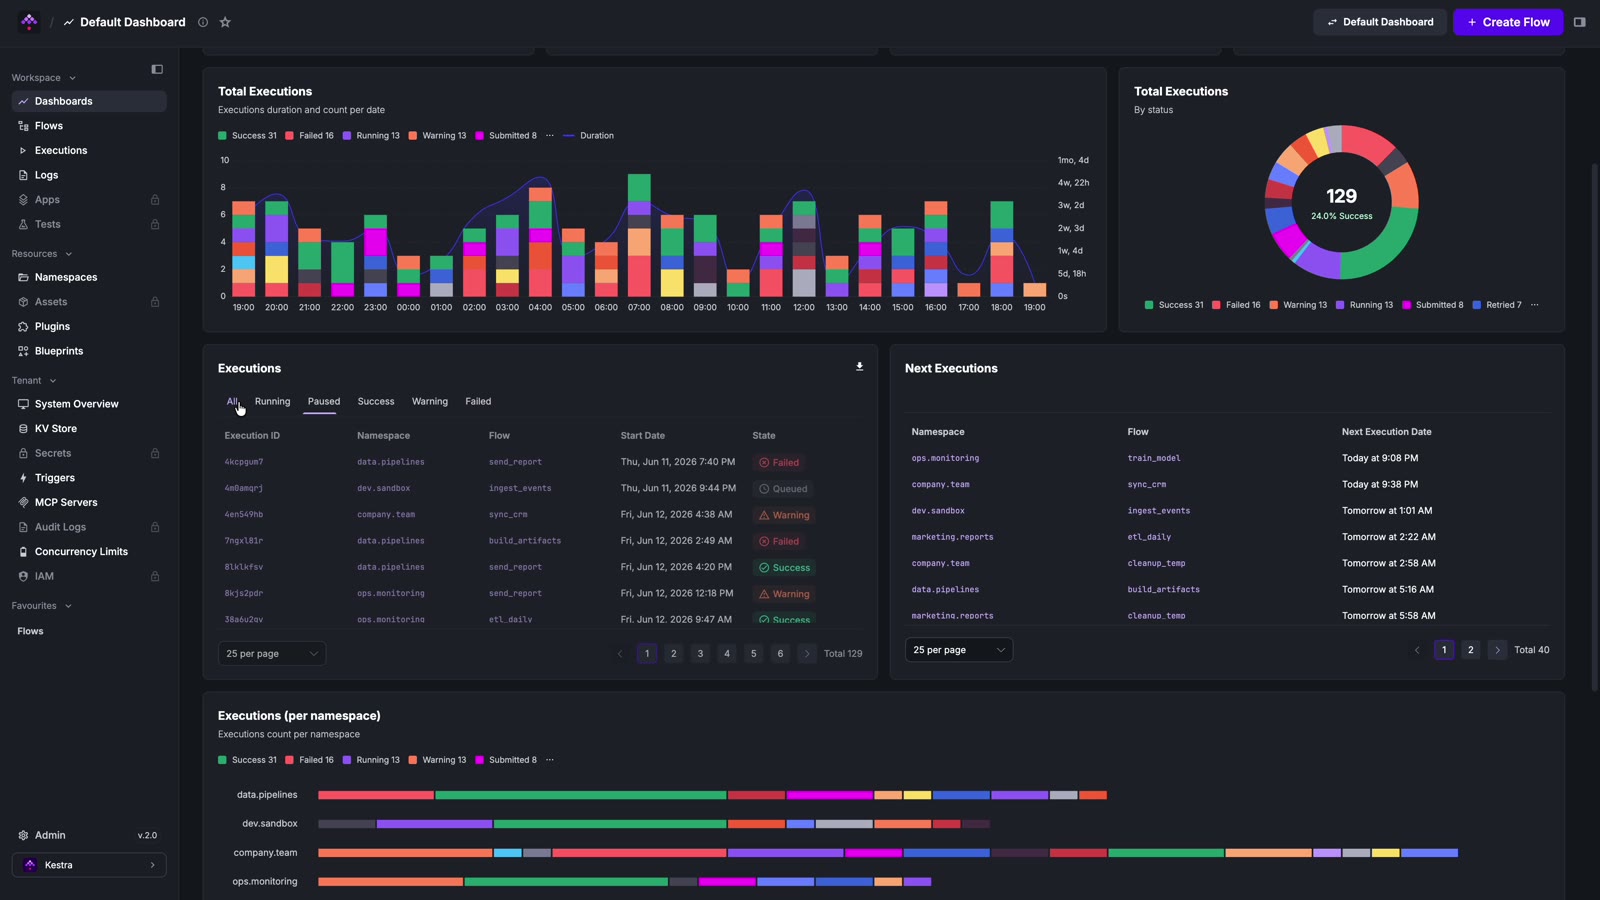 / Default Dashboard
Default Dashboard
+ Create Flow
Workspace
Dashboards
Flows
Executions
Logs
Apps
Tests
Resources
Namespaces
Assets
Plugins
Blueprints
Tenant
System Overview
KV Store
Secrets
Triggers
MCP Servers
Audit Logs
Concurrency Limits
IAM
Favourites
Flows
Admin v.2.0
Kestra
Total Executions
Executions duration and count per date
Success 31 Failed 16 Running 13 Warning 13 Submitted 8 ··· Duration
10 1mo, 4d
8 4w, 22h
6 3w, 2d
4 2w, 3d
1w, 4d
2 5d, 18h
0 0s
19:00 20:00 21:00 22:00 23:00 00:00 01:00 02:00 03:00 04:00 05:00 06:00 07:00 08:00 09:00 10:00 11:00 12:00 13:00 14:00 15:00 16:00 17:00 18:00 19:00
Total Executions
By status
129
24.0% Success
Success 31 Failed 16 Warning 13 Running 13 Submitted 8 Retried 7 ···
Executions
All Running Paused Success Warning Failed
Execution ID Namespace Flow Start Date State
4kcpgum7 data.pipelines send_report Thu, Jun 11, 2026 7:40 PM Failed
4m0amqrj dev.sandbox ingest_events Thu, Jun 11, 2026 9:44 PM Queued
4en549hb company.team sync_crm Fri, Jun 12, 2026 4:38 AM Warning
7ngxl81r data.pipelines build_artifacts Fri, Jun 12, 2026 2:49 AM Failed
8lklkfsv data.pipelines send_report Fri, Jun 12, 2026 4:20 PM Success
8kjs2pdr ops.monitoring send_report Fri, Jun 12, 2026 12:18 PM Warning
38a6u2qv ops.monitoring etl_daily Fri, Jun 12, 2026 9:47 AM Success
25 per page 1 2 3 4 5 6 Total 129
Next Executions
Namespace Flow Next Execution Date
ops.monitoring train_model Today at 9:08 PM
company.team sync_crm Today at 9:38 PM
dev.sandbox ingest_events Tomorrow at 1:01 AM
marketing.reports etl_daily Tomorrow at 2:22 AM
company.team cleanup_temp Tomorrow at 2:58 AM
data.pipelines build_artifacts Tomorrow at 5:16 AM
marketing.reports cleanup_temp Tomorrow at 5:58 AM
25 per page 1 2 Total 40
Executions (per namespace)
Executions count per namespace
Success 31 Failed 16 Running 13 Warning 13 Submitted 8 ···
data.pipelines
dev.sandbox
company.team
ops.monitoring